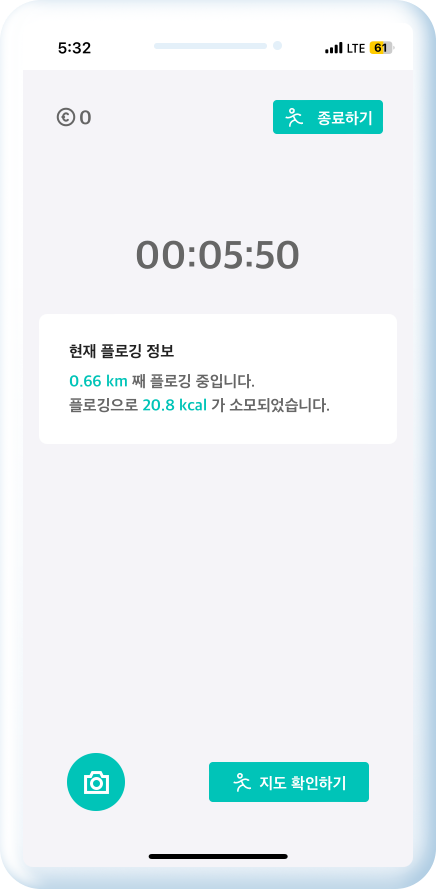 5:32 LTE 61
© 0 종료하기
00:05:50
현재 플로깅 정보
0.66 km 째 플로깅 중입니다.
플로깅으로 20.8 kcal 가 소모되었습니다.
지도 확인하기